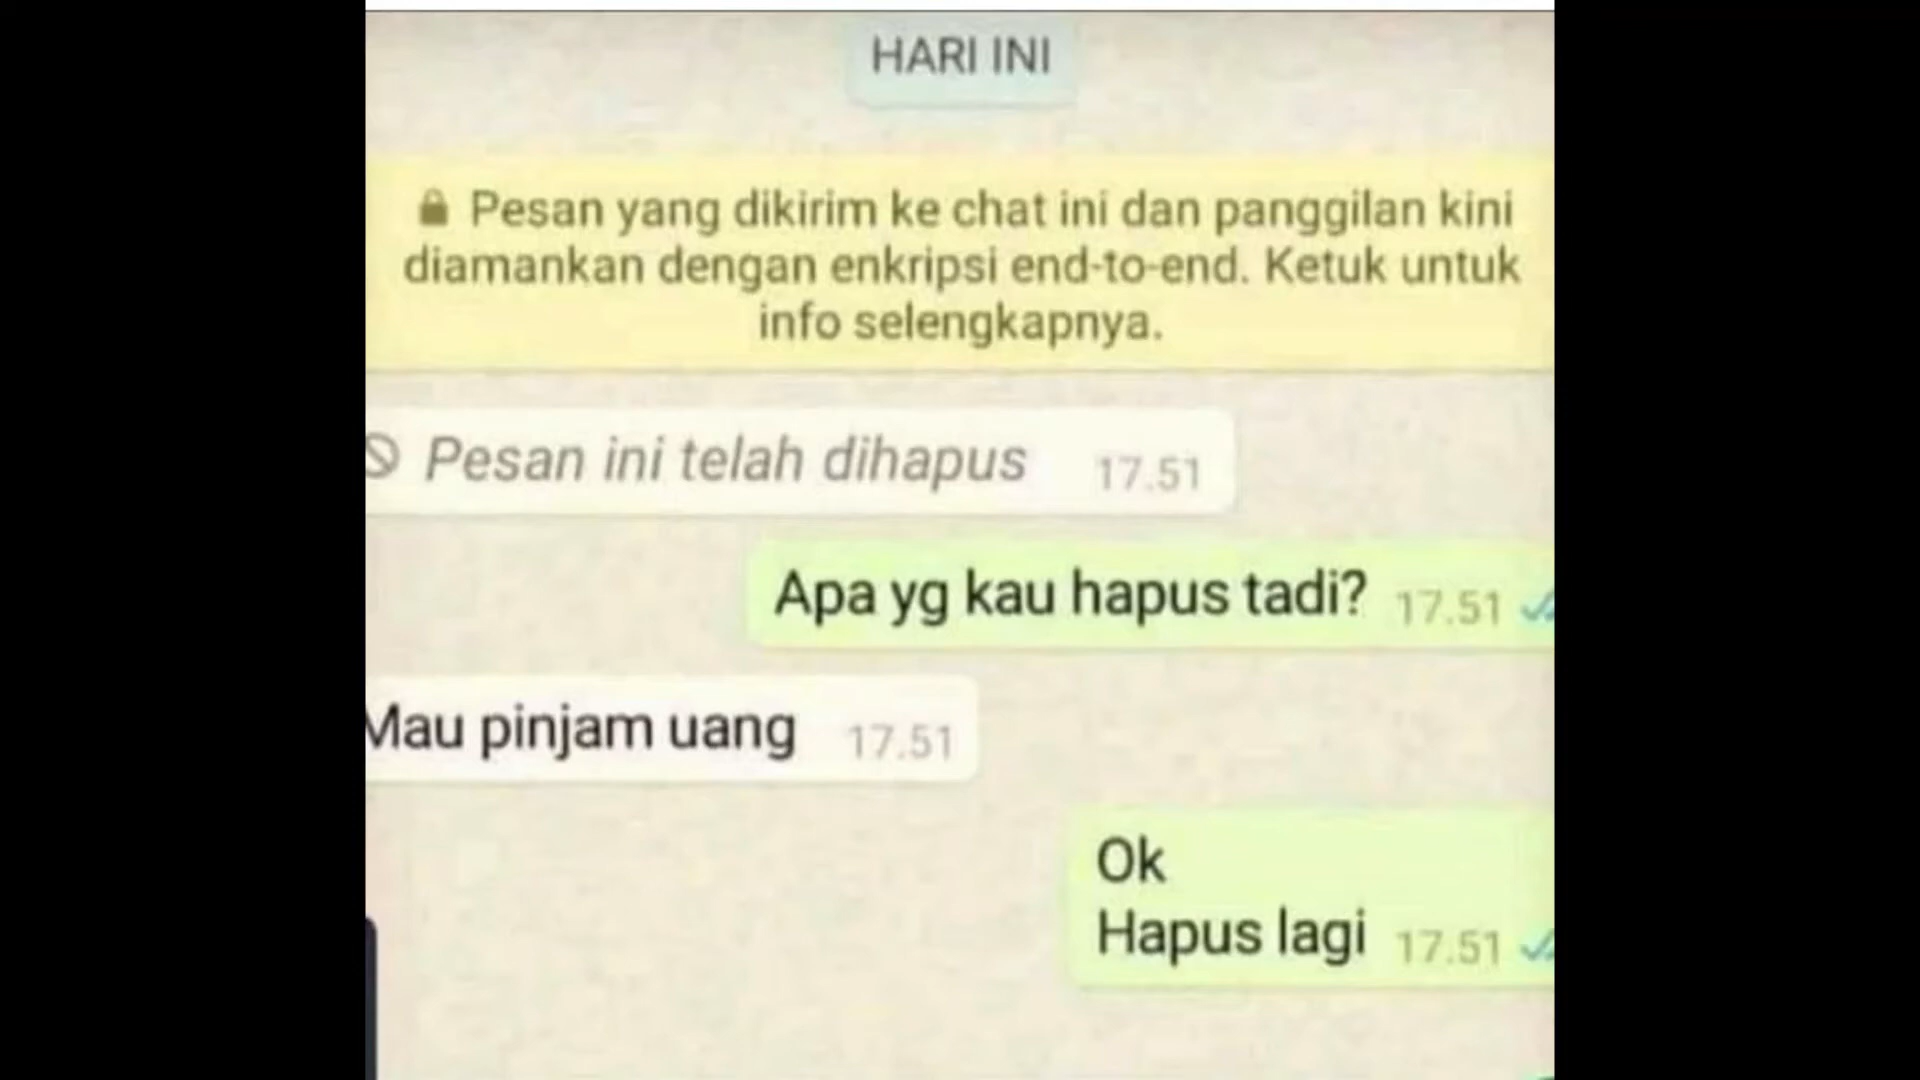 HARI INI
Pesan yang dikirim ke chat ini dan panggilan kini
diamankan dengan enkripsi end-to-end. Ketuk untuk
info selengkapnya.
Pesan ini telah dihapus 17.51
Apa yg kau hapus tadi? 17.51
Mau pinjam uang 17.51
Ok
Hapus lagi 17.51